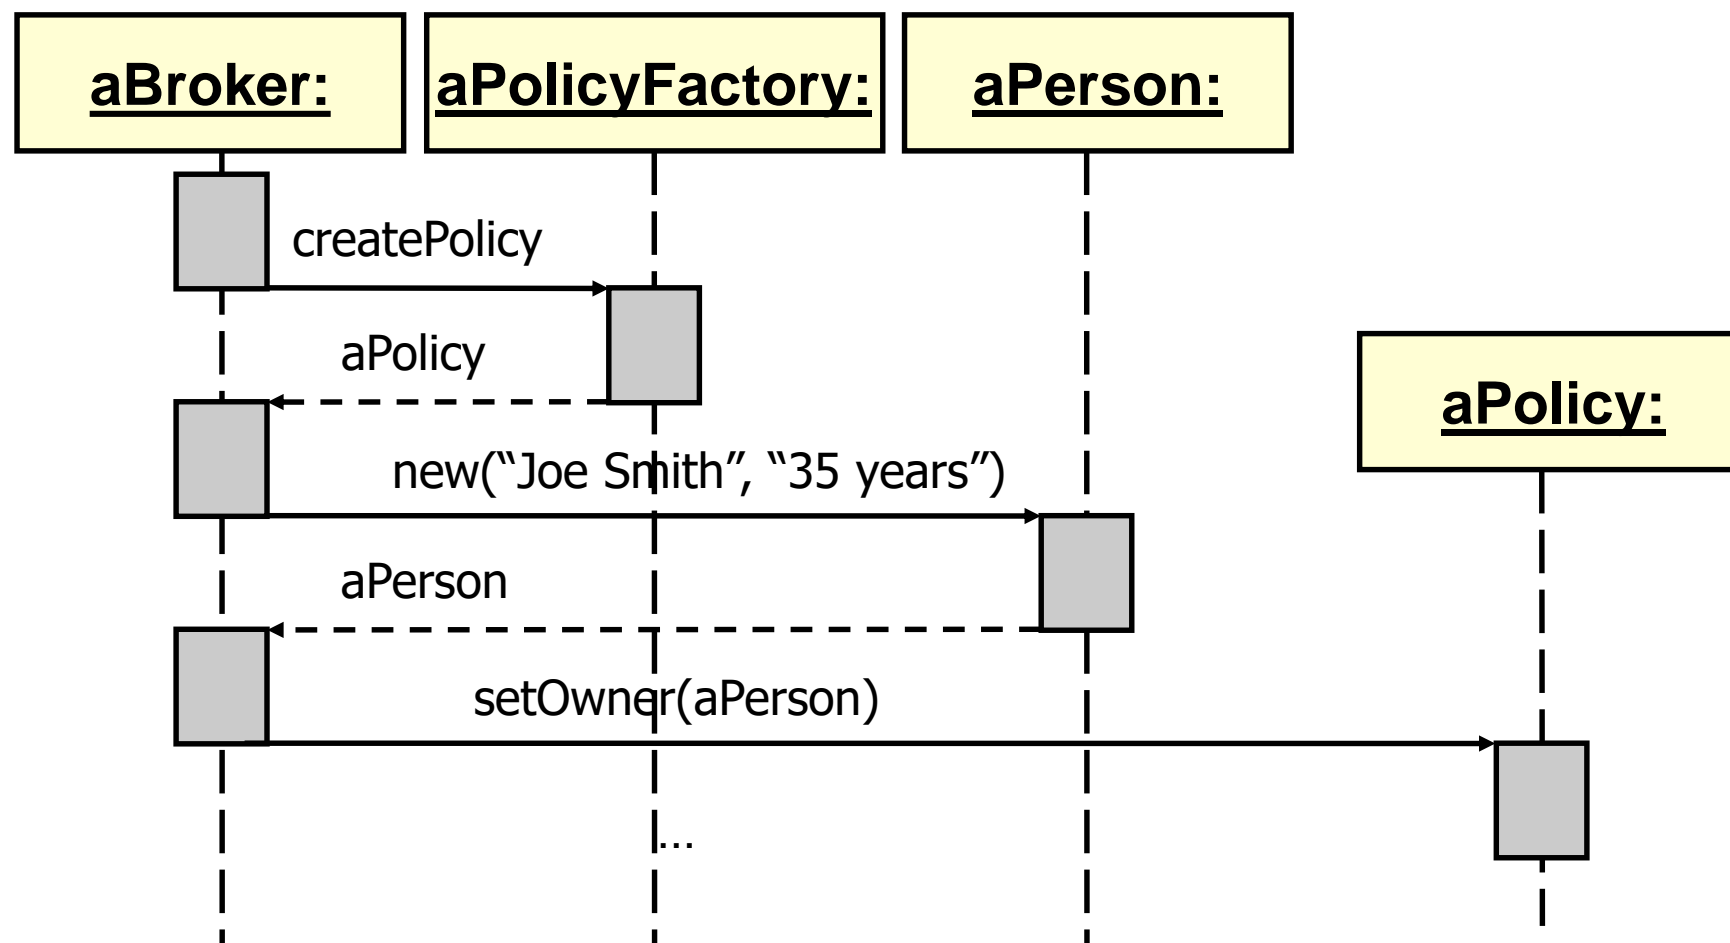 aBroker:
aPolicyFactory:
aPerson:
createPolicy
aPolicy
aPolicy:
new(“Joe Smith”, “35 years”)
aPerson
setOwner(aPerson)
...